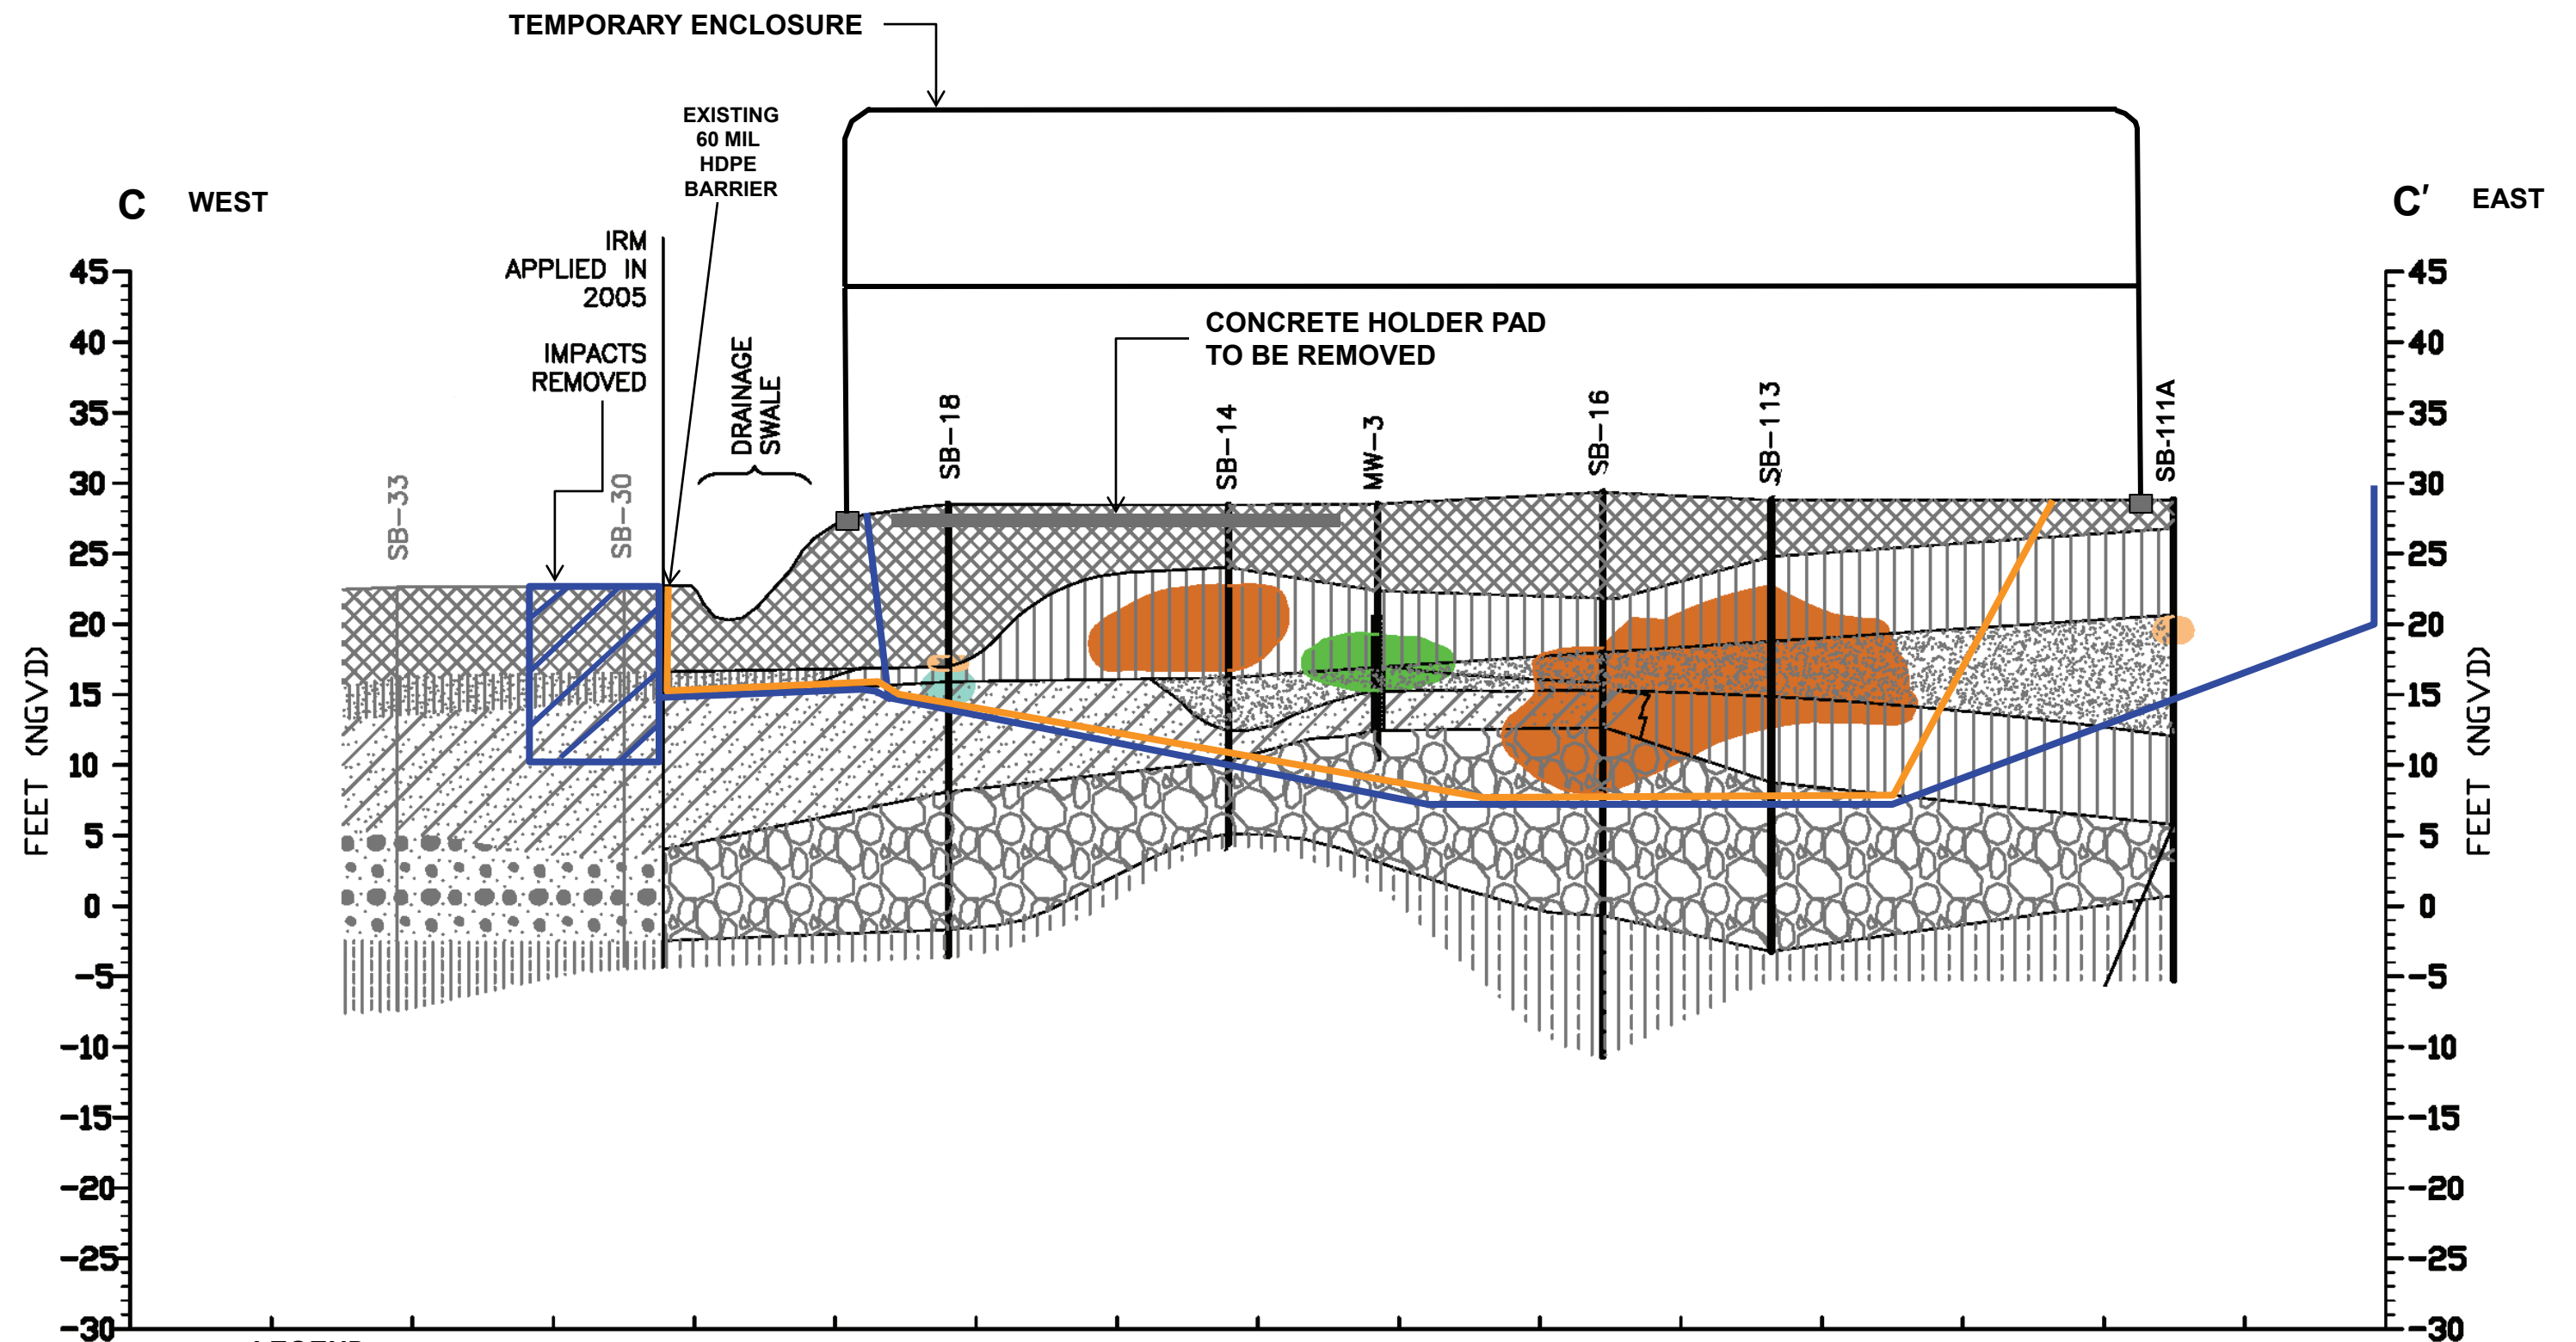 TEMPORARY ENCLOSURE
EXISTING
60 MIL
HDPE
BARRIER
C WEST
C' EAST
IRM
APPLIED IN
2005
IMPACTS
REMOVED
DRAINAGE
SWALE
CONCRETE HOLDER PAD
TO BE REMOVED
SB-33
SB-30
SB-18
SB-14
MW-3
SB-16
SB-113
SB-111A
FEET (NGVD)
45
40
35
30
25
20
15
10
5
0
-5
-10
-15
-20
-25
-30
45
40
35
30
25
20
15
10
5
0
-5
-10
-15
-20
-25
-30
FEET (NGVD)
LEGEND